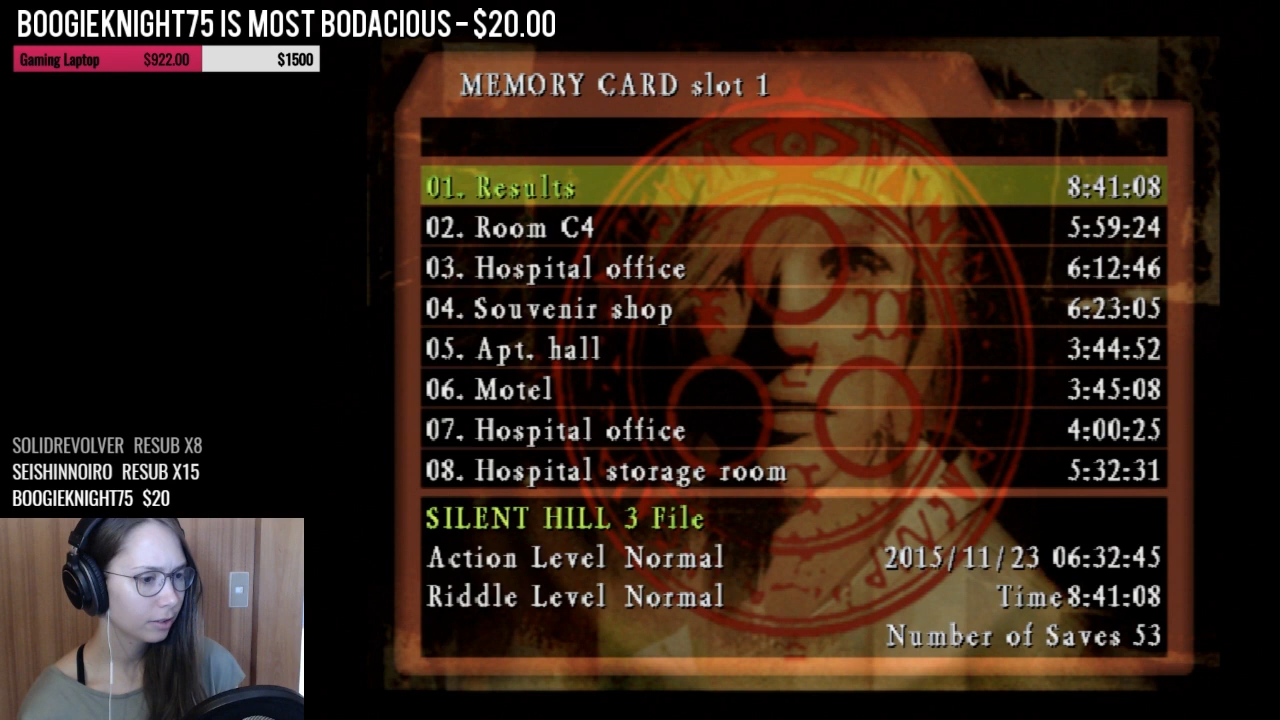 BOOGIEKNIGHT75 IS MOST BODACIOUS - $20.00
Gaming Laptop $922.00 $1500
MEMORY CARD slot 1
01. Results 8:41:08
02. Room C4 5:59:24
03. Hospital office 6:12:46
04. Souvenir shop 6:23:05
05. Apt. hall 3:44:52
06. Motel 3:45:08
07. Hospital office 4:00:25
08. Hospital storage room 5:32:31
SILENT HILL 3 File
Action Level Normal 2015/11/23 06:32:45
Riddle Level Normal Time 8:41:08
Number of Saves 53
SOLIDREVOLVER RESUB X8
SEISHINNOIRO RESUB X15
BOOGIEKNIGHT75 $20